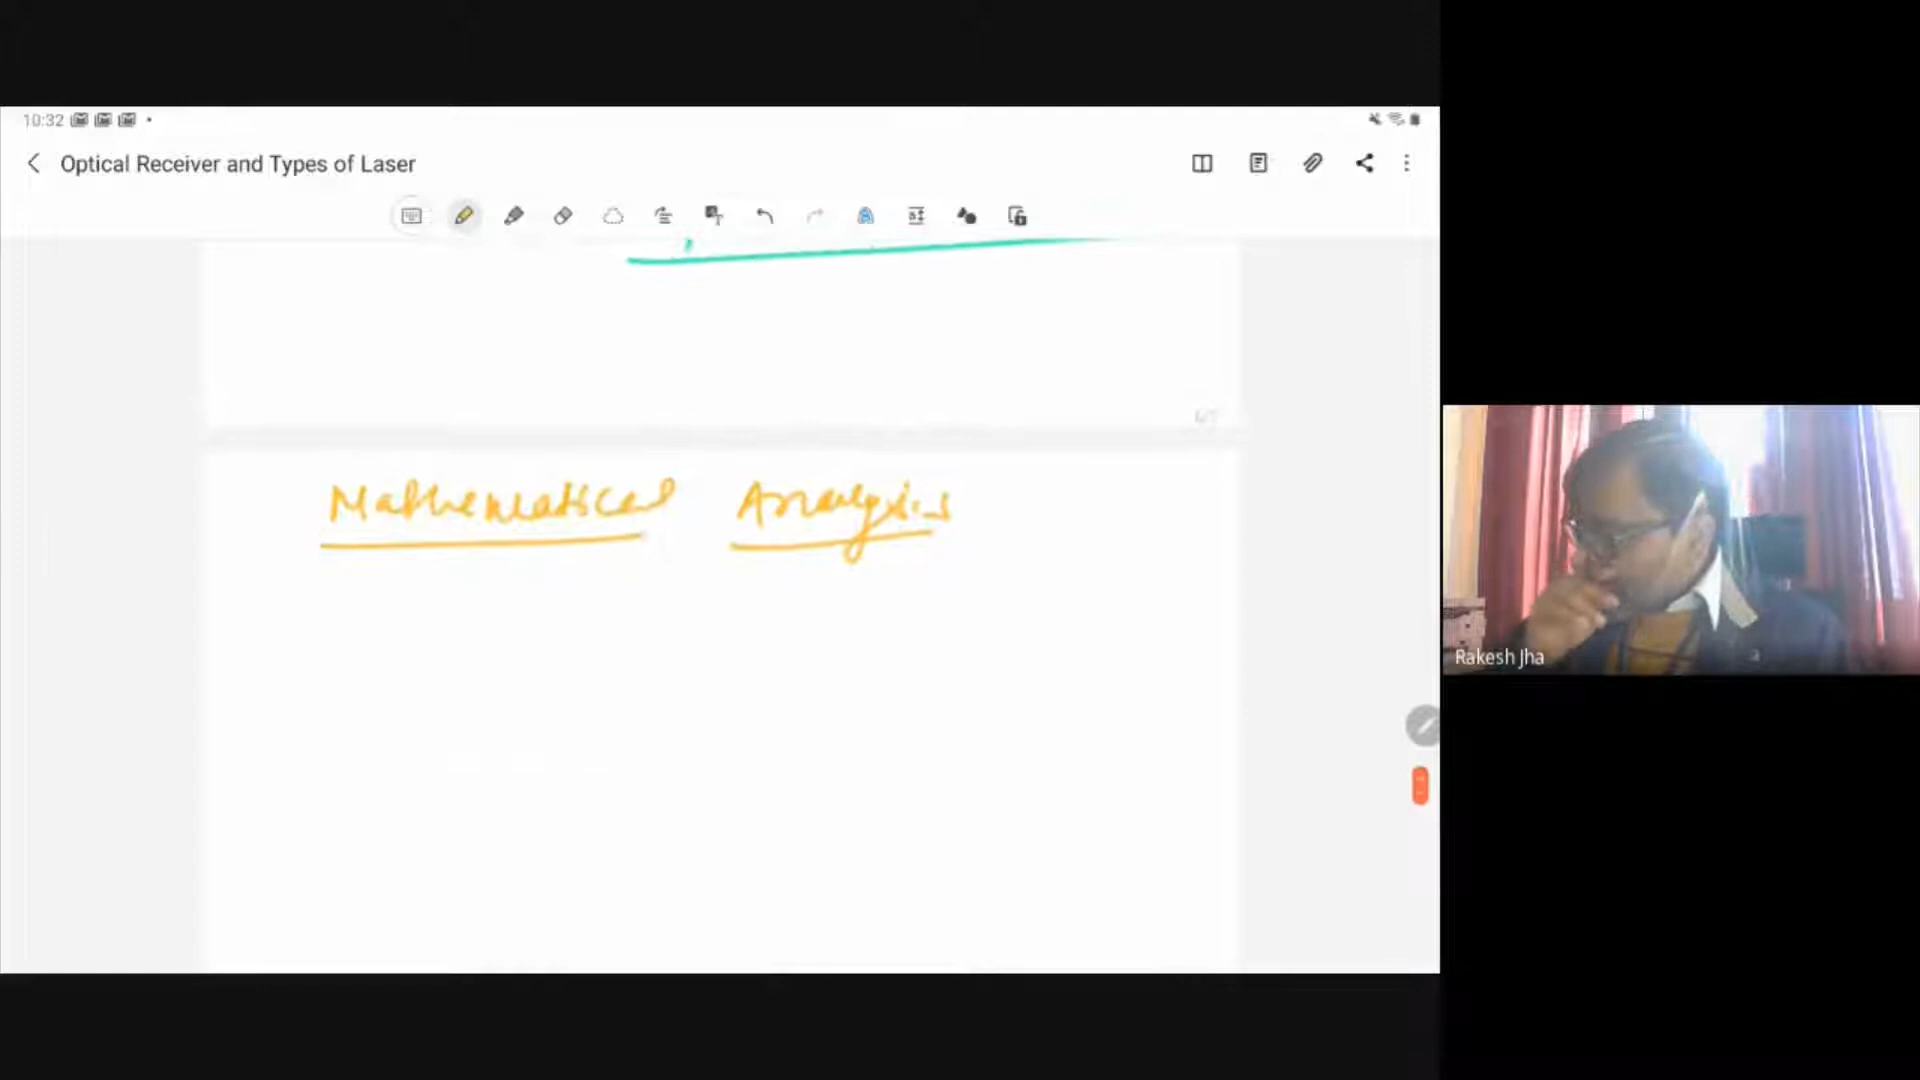 10:32
Optical Receiver and Types of Laser
Mathematical Analysis
Rakesh Jha